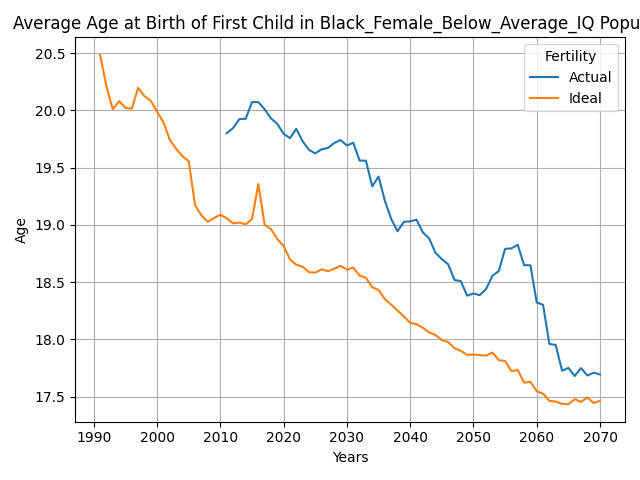 Average Age at Birth of First Child in Black_Female_Below_Average_IQ Popu
Fertility
Actual
Ideal
20.5
20.0
19.5
19.0
18.5
18.0
17.5
Age
1990 2000 2010 2020 2030 2040 2050 2060 2070
Years